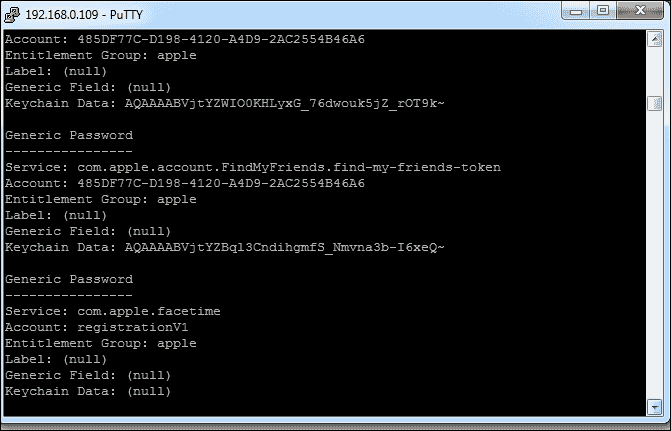 192.168.0.109 - PuTTY
Account: 485DF77C-D198-4120-A4D9-2AC2554B46A6
Entitlement Group: apple
Label: (null)
Generic Field: (null)
Keychain Data: AQAAAABVjtYZWIO0KHLyxG_76dwouk5jZ_rOT9k~
Generic Password
----------------
Service: com.apple.account.FindMyFriends.find-my-friends-token
Account: 485DF77C-D198-4120-A4D9-2AC2554B46A6
Entitlement Group: apple
Label: (null)
Generic Field: (null)
Keychain Data: AQAAAABVjtYZBql3CndihgmfS_Nmvna3b-I6xeQ~
Generic Password
----------------
Service: com.apple.facetime
Account: registrationV1
Entitlement Group: apple
Label: (null)
Generic Field: (null)
Keychain Data: (null)